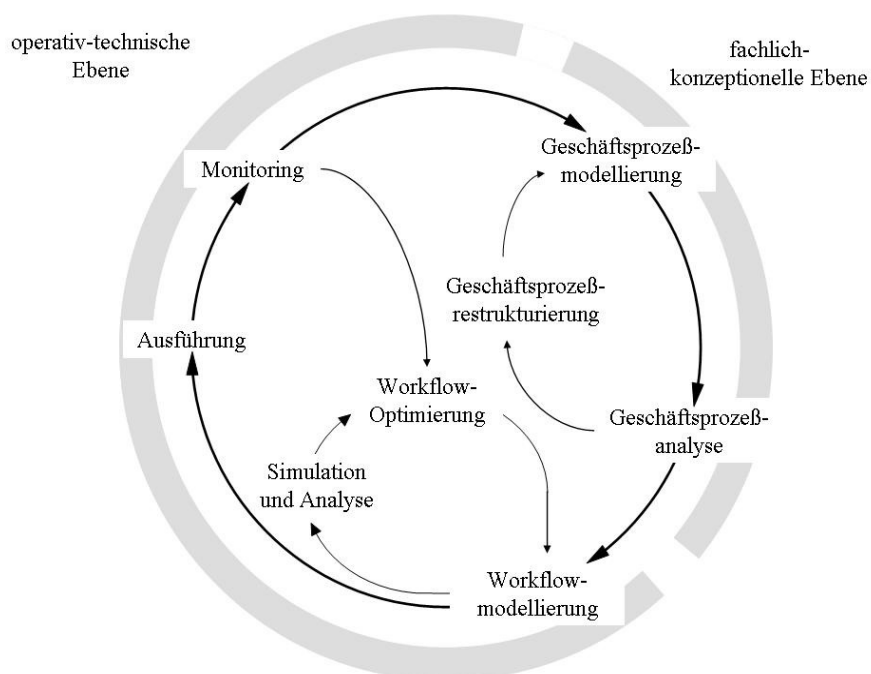 operativ-technische
Ebene
fachlich-
konzeptionelle Ebene
Monitoring
Geschäftsprozeß-
modellierung
Geschäftsprozeß-
restrukturierung
Ausführung
Workflow-
Optimierung
Geschäftsprozeß-
analyse
Simulation
und Analyse
Workflow-
modellierung